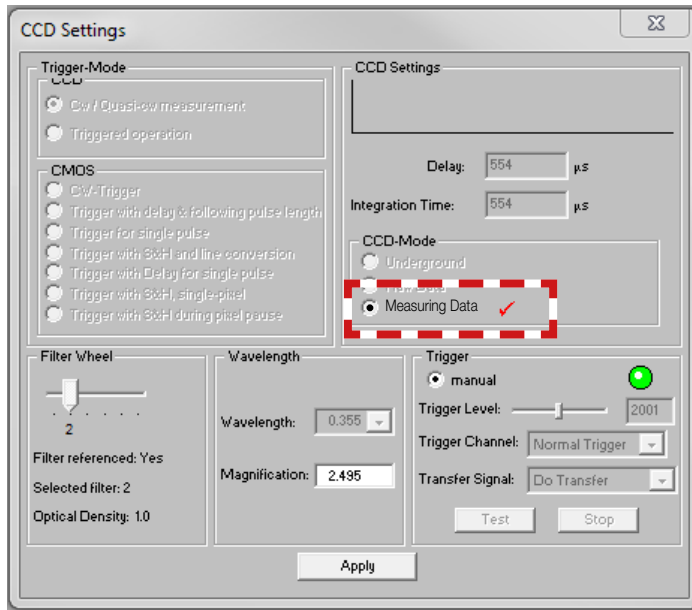 CCD Settings
Trigger-Mode
CCD
Cw / Quasi-cw measurement
Triggered operation
CMOS
CW-Trigger
Trigger with delay & following pulse length
Trigger for single pulse
Trigger with S&H and line conversion
Trigger with Delay for single pulse
Trigger with S&H, single-pixel
Trigger with S&H during pixel pause
CCD Settings
Delay: 554 µs
Integration Time: 554 µs
CCD-Mode
Underground
Measuring Data
Filter Wheel
2
Filter referenced: Yes
Selected filter: 2
Optical Density: 1.0
Wavelength
Wavelength: 0.355
Magnification: 2.495
Trigger
manual
Trigger Level: 2001
Trigger Channel: Normal Trigger
Transfer Signal: Do Transfer
Test Stop
Apply